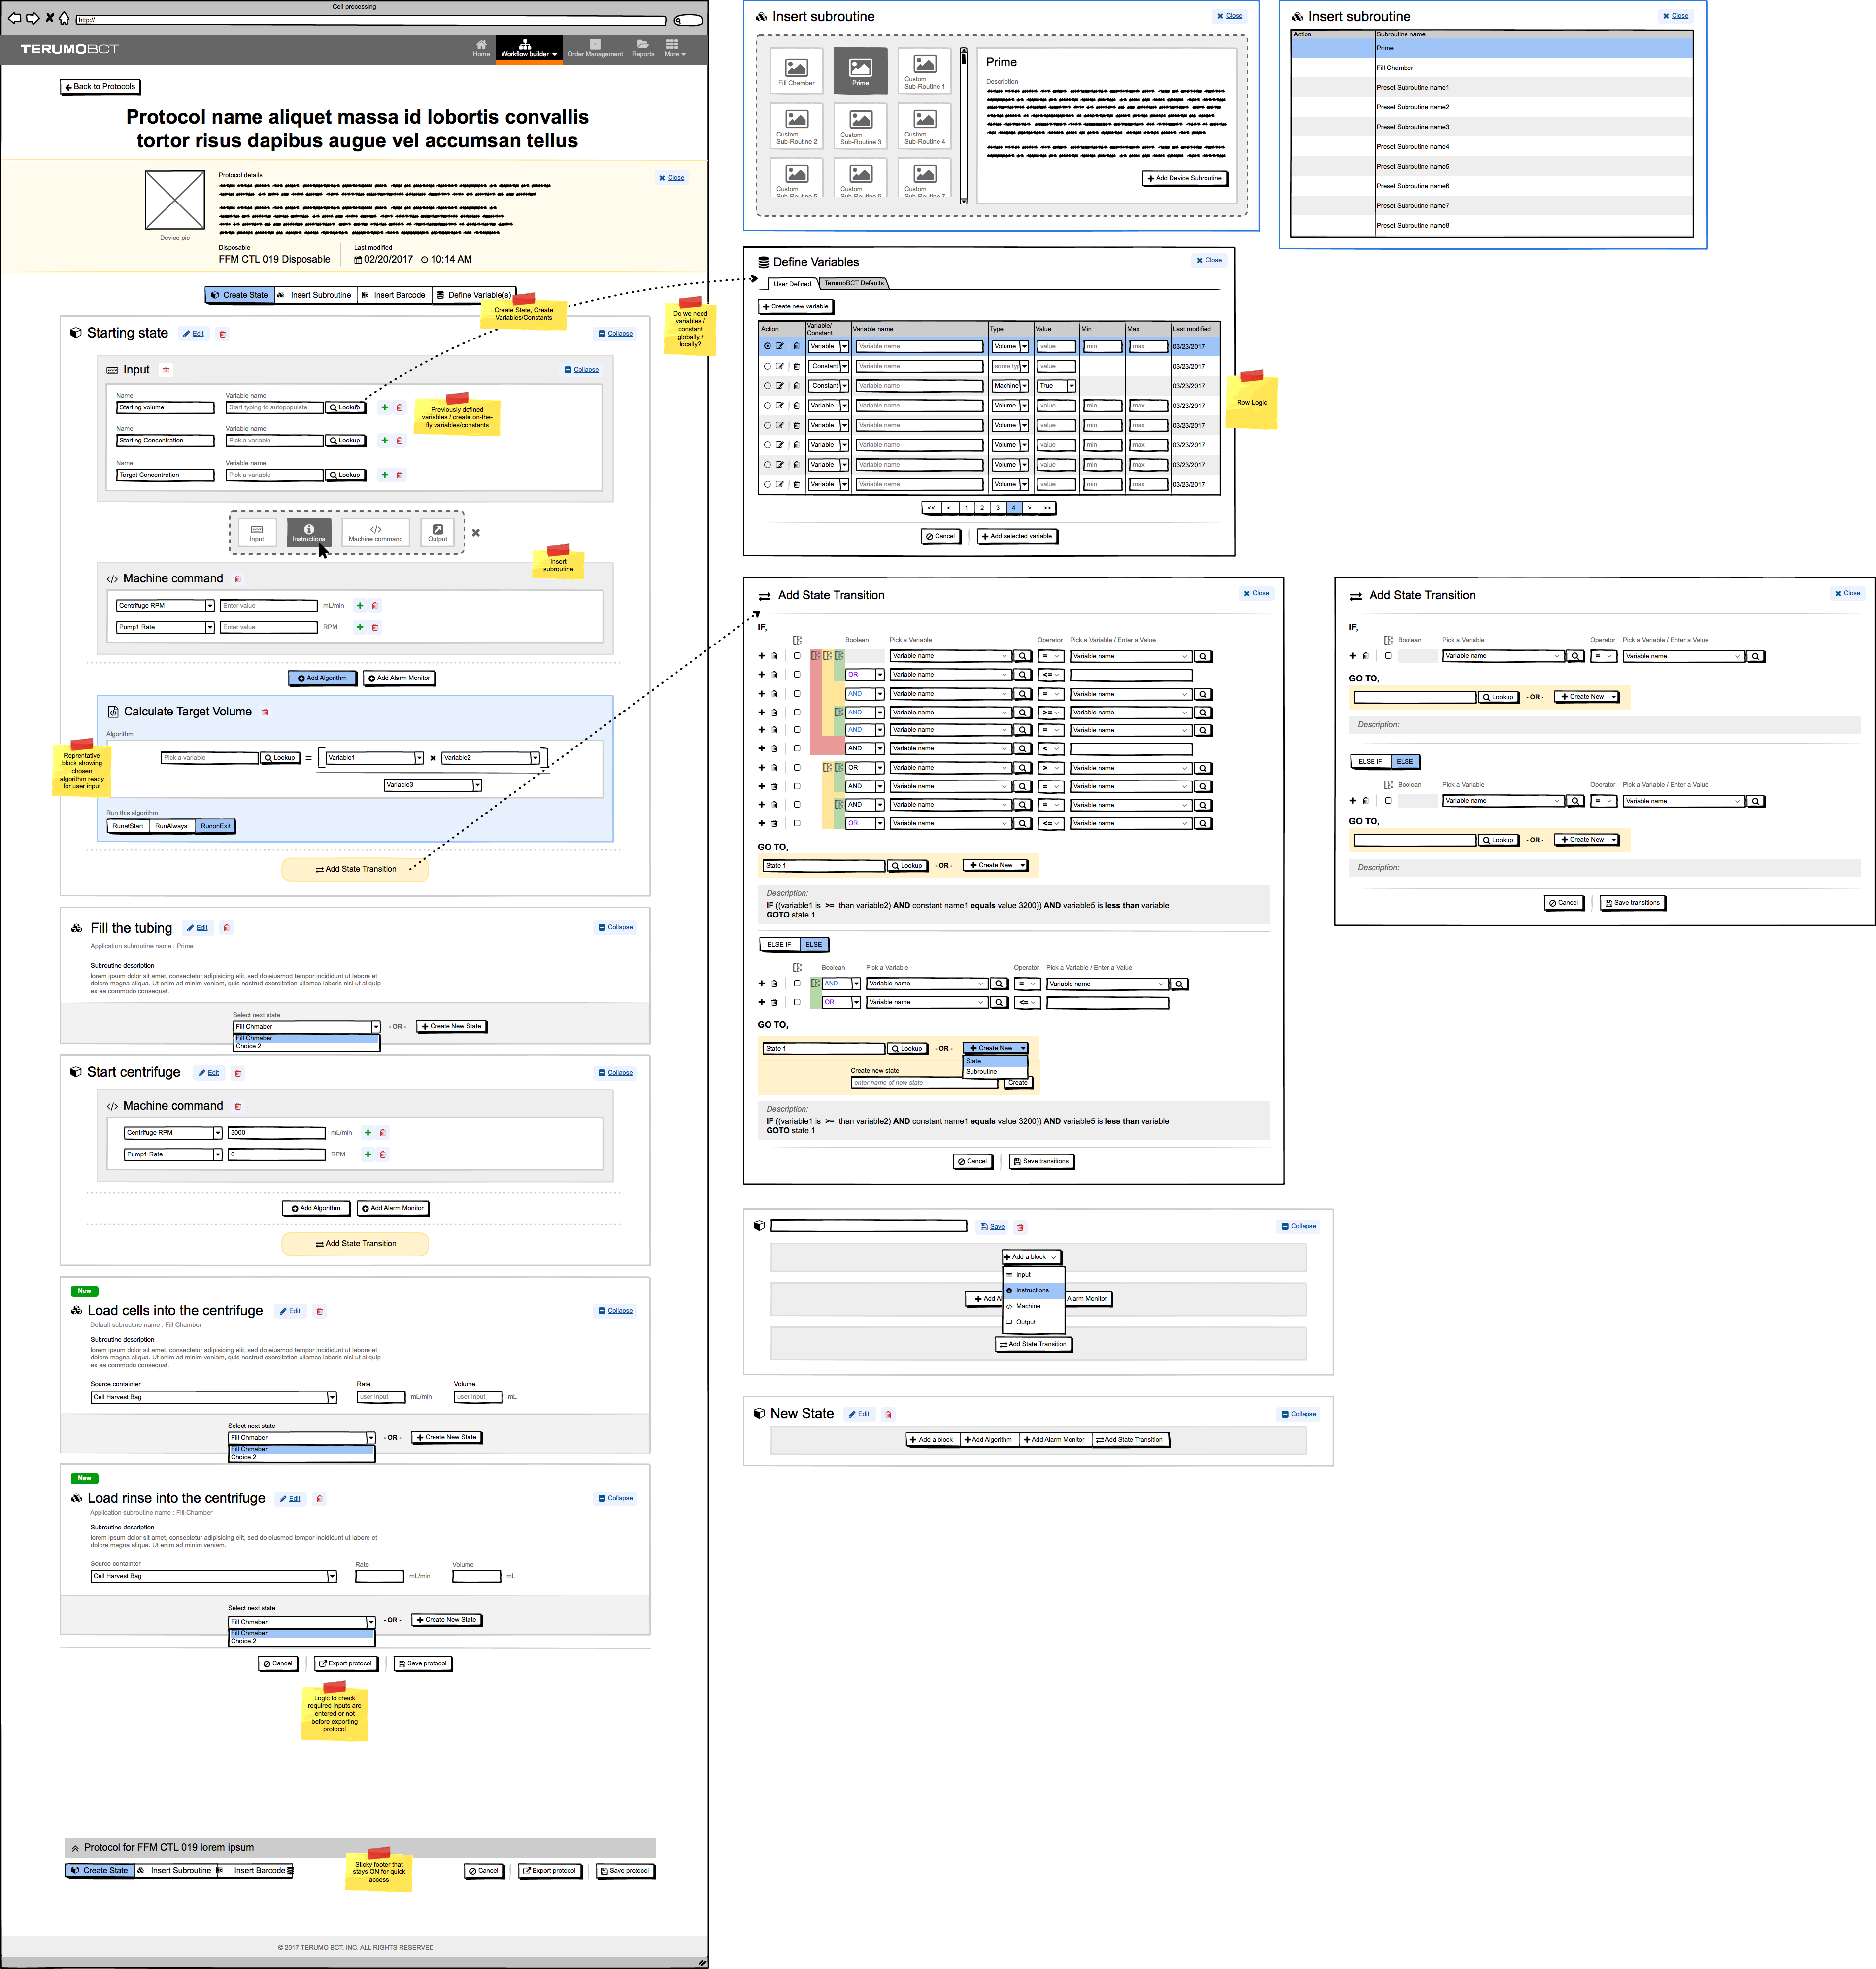 Cell processing
http://
TERUMOBCT
Home
Workflow builder
Order Management
Reports
More
Back to Protocols
Protocol name aliquet massa id lobortis convallis
tortor risus dapibus augue vel accumsan tellus
Device pic
Protocol details
Close
Disposable
FFM CTL 019 Disposable
Last modified
02/20/2017 10:14 AM
Create State
Insert Subroutine
Insert Barcode
Define Variable(s)
Create State, Create
Variables/Constants
Do we need
variables /
constant
globally /
locally?
Starting state
Edit
Collapse
Input
Collapse
Name
Variable name
Starting volume
Start typing to autopopulate
Lookup
Name
Variable name
Starting Concentration
Pick a variable
Lookup
Name
Variable name
Target Concentration
Pick a variable
Lookup
Previously defined
variables / create on-the-
fly variables/constants
Input
Instructions
Machine command
Output
Insert
subroutine
Machine command
Centrifuge RPM
Enter value
mL/min
Pump1 Rate
Enter value
RPM
Add Algorithm
Add Alarm Monitor
Calculate Target Volume
Algorithm
Pick a variable
Lookup
=
Variable1
Variable2
Variable3
Run this algorithm
RunatStart
RunAlways
RunonExit
Reprentative
block showing
chosen
algorithm ready
for user input
Add State Transition
Fill the tubing
Edit
Collapse
Application subroutine name : Prime
Subroutine description
lorem ipsum dolor sit amet, consectetur adipisicing elit, sed do eiusmod tempor incididunt ut labore et
dolore magna aliqua. Ut enim ad minim veniam, quis nostrud exercitation ullamco laboris nisi ut aliquip
ex ea commodo consequat.
Select next state
Fill Chmaber
- OR -
Create New State
Fill Chmaber
Choice 2
Start centrifuge
Edit
Collapse
Machine command
Centrifuge RPM
3000
mL/min
Pump1 Rate
0
RPM
Add Algorithm
Add Alarm Monitor
Add State Transition
New
Load cells into the centrifuge
Edit
Collapse
Default subroutine name : Fill Chamber
Subroutine description
lorem ipsum dolor sit amet, consectetur adipisicing elit, sed do eiusmod tempor incididunt ut labore et
dolore magna aliqua. Ut enim ad minim veniam, quis nostrud exercitation ullamco laboris nisi ut aliquip
ex ea commodo consequat.
Source containter
Rate
Volume
Cell Harvest Bag
user input
mL/min
user input
mL
Select next state
Fill Chmaber
- OR -
Create New State
Fill Chmaber
Choice 2
New
Load rinse into the centrifuge
Edit
Collapse
Application subroutine name : Fill Chamber
Subroutine description
lorem ipsum dolor sit amet, consectetur adipisicing elit, sed do eiusmod tempor incididunt ut labore et
dolore magna aliqua. Ut enim ad minim veniam.
Source containter
Rate
Volume
Cell Harvest Bag
mL/min
mL
Select next state
Fill Chmaber
- OR -
Create New State
Fill Chmaber
Choice 2
Cancel
Export protocol
Save protocol
Logic to check
required inputs are
entered or not
before exporting
protocol
Protocol for FFM CTL 019 lorem ipsum
Create State
Insert Subroutine
Insert Barcode
Sticky footer that
stays ON for quick
access
Cancel
Export protocol
Save protocol
© 2017 TERUMO BCT, INC. ALL RIGHTS RESERVEC
Insert subroutine
Close
Fill Chamber
Prime
Custom
Sub-Routine 1
Custom
Sub-Routine 2
Custom
Sub-Routine 3
Custom
Sub-Routine 4
Custom
Sub-Routine 5
Custom
Sub-Routine 6
Custom
Sub-Routine 7
Prime
Description
Add Device Subroutine
Insert subroutine
Close
Action
Subroutine name
Prime
Fill Chamber
Preset Subroutine name1
Preset Subroutine name2
Preset Subroutine name3
Preset Subroutine name4
Preset Subroutine name5
Preset Subroutine name6
Preset Subroutine name7
Preset Subroutine name8
Define Variables
Close
User Defined
TerumoBCT Defaults
Create new variable
Action
Variable/
Constant
Variable name
Type
Value
Min
Max
Last modified
Variable Variable name Volume value min max 03/23/2017
Constant Variable name some typ value 03/23/2017
Constant Variable name Machine True 03/23/2017
Variable Variable name Volume value min max 03/23/2017
Variable Variable name Volume value min max 03/23/2017
Variable Variable name Volume value min max 03/23/2017
Variable Variable name Volume value min max 03/23/2017
Variable Variable name Volume value min max 03/23/2017
Row Logic
<< < 1 2 3 4 > >>
Cancel
Add selected variable
Add State Transition
Close
IF,
Boolean
Pick a Variable
Operator
Pick a Variable / Enter a Value
Variable name = Variable name
OR Variable name <=
AND Variable name = Variable name
AND Variable name >= Variable name
AND Variable name = Variable name
AND Variable name <
OR Variable name > Variable name
AND Variable name = Variable name
AND Variable name = Variable name
OR Variable name <= Variable name
GO TO,
State 1
Lookup
- OR -
Create New
Description:
IF ((variable1 is >= than variable2) AND constant name1 equals value 3200)) AND variable5 is less than variable
GOTO state 1
ELSE IF
ELSE
Boolean
Pick a Variable
Operator
Pick a Variable / Enter a Value
AND Variable name = Variable name
OR Variable name <=
GO TO,
State 1
Lookup
- OR -
Create New
State
Subroutine
Create new state
enter name of new state
Create
Description:
IF ((variable1 is >= than variable2) AND constant name1 equals value 3200)) AND variable5 is less than variable
GOTO state 1
Cancel
Save transitions
Add State Transition
Close
IF,
Boolean
Pick a Variable
Operator
Pick a Variable / Enter a Value
Variable name = Variable name
GO TO,
Lookup
- OR -
Create New
Description:
ELSE IF
ELSE
Boolean
Pick a Variable
Operator
Pick a Variable / Enter a Value
Variable name = Variable name
GO TO,
Lookup
- OR -
Create New
Description:
Cancel
Save transitions
Save
Collapse
Add a block
Input
Instructions
Machine
Output
Add Al
Alarm Monitor
Add State Transition
New State
Edit
Collapse
Add a block
Add Algorithm
Add Alarm Monitor
Add State Transition